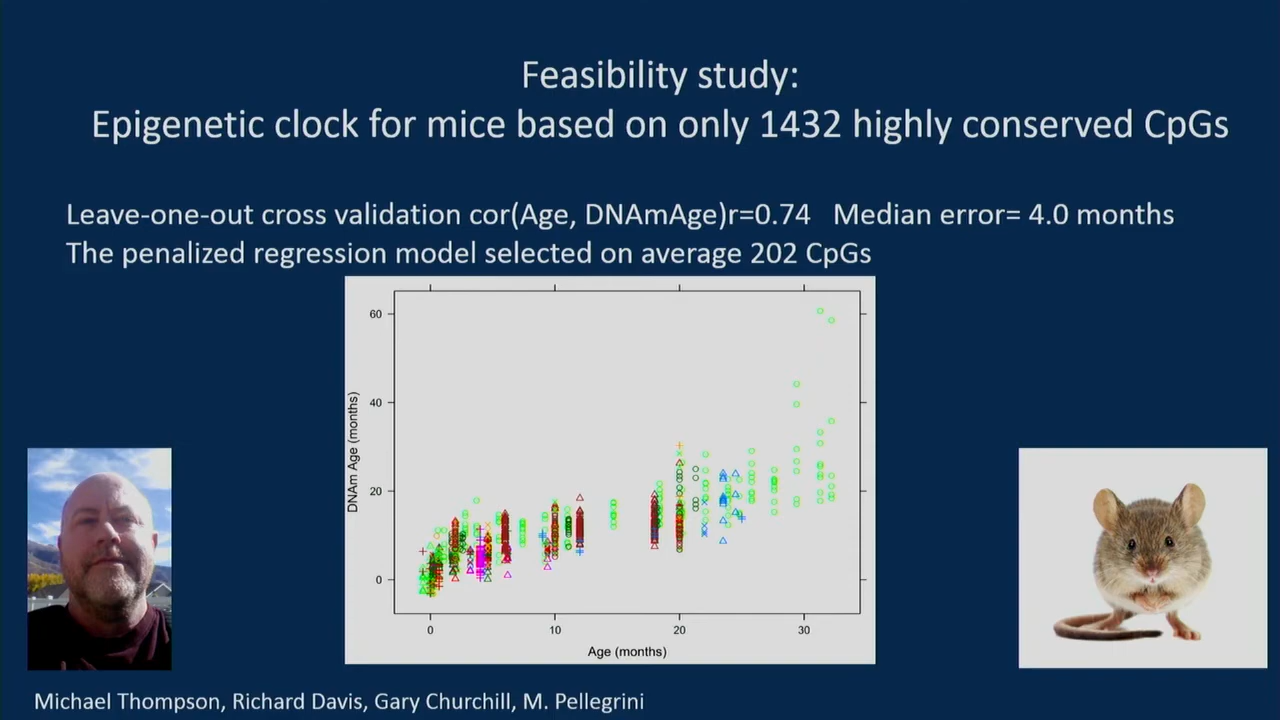 Feasibility study:
Epigenetic clock for mice based on only 1432 highly conserved CpGs
Leave-one-out cross validation cor(Age, DNAmAge)r=0.74 Median error= 4.0 months
The penalized regression model selected on average 202 CpGs
60
40
20
0
DNAm Age (months)
0 10 20 30
Age (months)
Michael Thompson, Richard Davis, Gary Churchill, M. Pellegrini